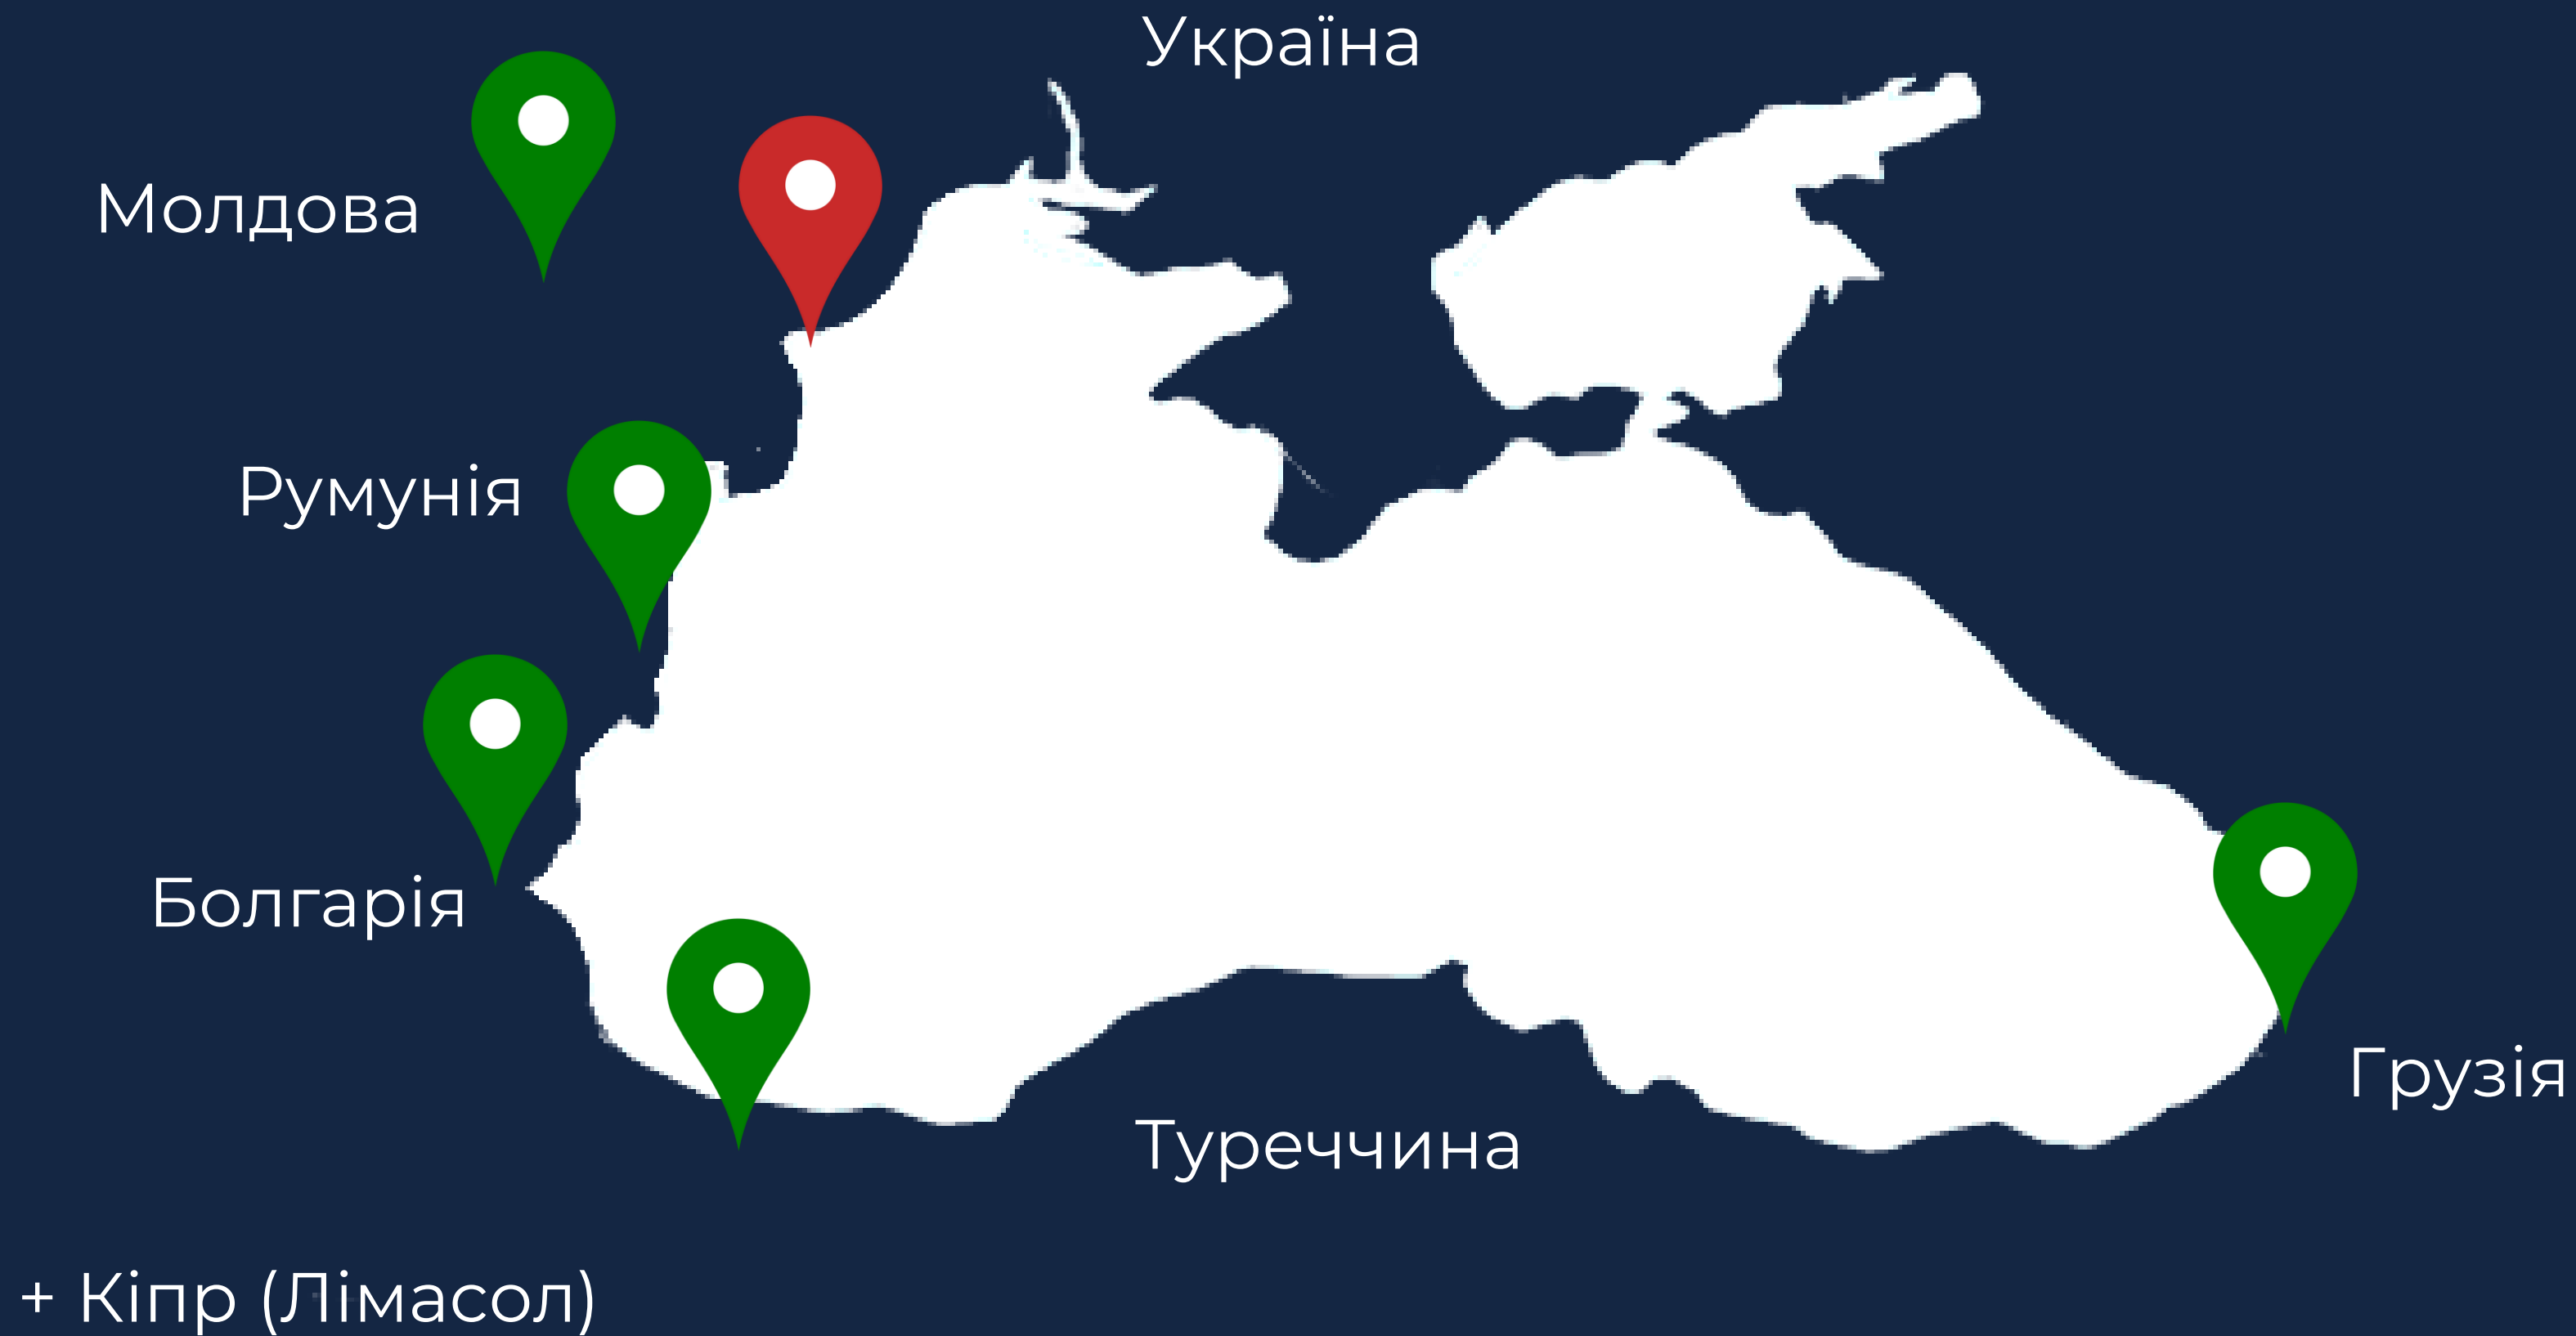 Україна
Молдова
Румунія
Болгарія
Грузія
Туреччина
+ Кіпр (Лімасол)